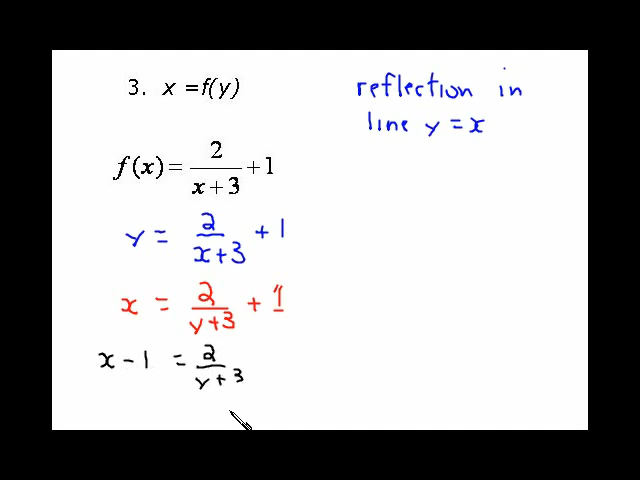 3. x = f(y)
reflection in
line y = x
f(x) = 2/(x + 3) + 1
y = 2/(x + 3) + 1
x = 2/(y + 3) + 1
x - 1 = 2/(y + 3)